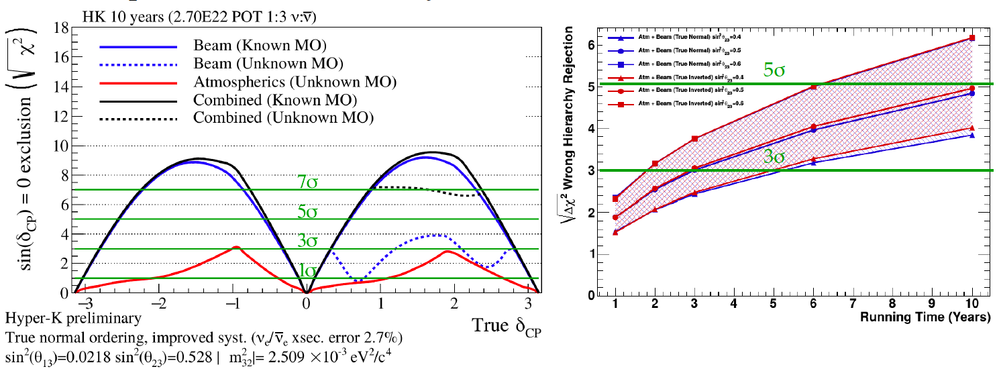 HK 10 years (2.70E22 POT 1:3 ν:ν̅)
sin(δCP) = 0 exclusion (√χ²)
18
16
14
12
10
8
6
4
2
0
Beam (Known MO)
Beam (Unknown MO)
Atmospherics (Unknown MO)
Combined (Known MO)
Combined (Unknown MO)
7σ
5σ
3σ
1σ
−3 −2 −1 0 1 2 3
True δCP
Hyper-K preliminary
True normal ordering, improved syst. (νe/ν̅e xsec. error 2.7%)
sin²(θ13)=0.0218 sin²(θ23)=0.528 | m²32|= 2.509 ×10⁻³ eV²/c⁴
√Δχ² Wrong Hierarchy Rejection
6
5
4
3
2
1
0
Atm + Beam (True Normal) sin²θ23=0.4
Atm + Beam (True Normal) sin²θ23=0.5
Atm + Beam (True Normal) sin²θ23=0.6
Atm + Beam (True Inverted) sin²θ23=0.4
Atm + Beam (True Inverted) sin²θ23=0.5
Atm + Beam (True Inverted) sin²θ23=0.6
5σ
3σ
1 2 3 4 5 6 7 8 9 10
Running Time (Years)